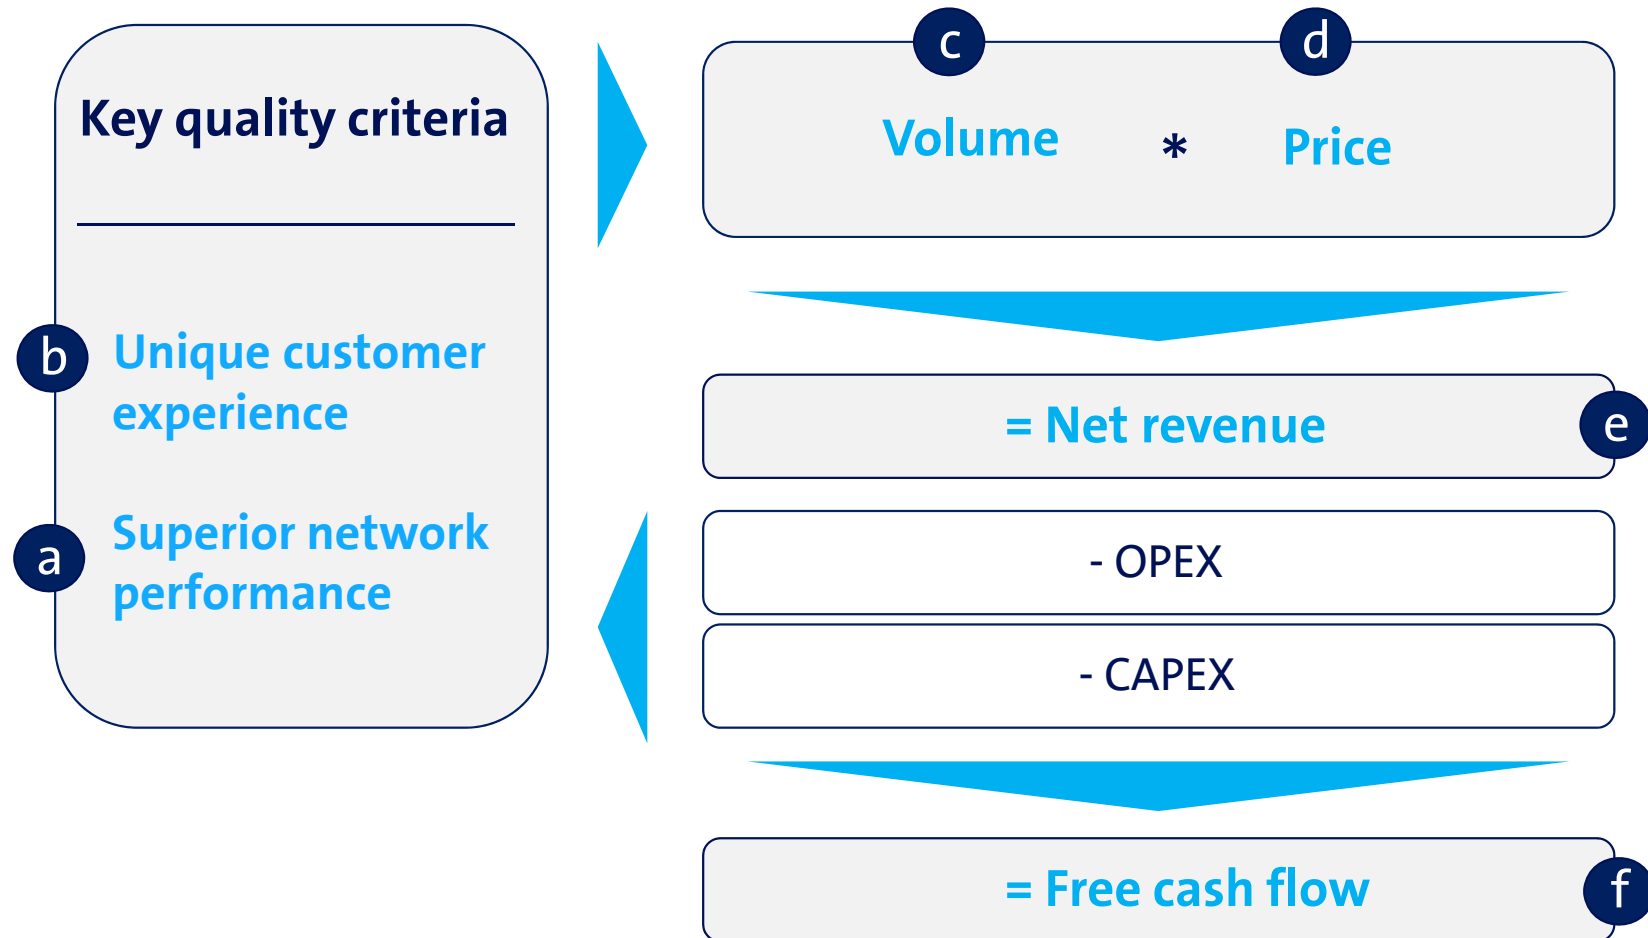 Key quality criteria
b
Unique customer
experience
a
Superior network
performance
c
d
Volume * Price
= Net revenue
e
- OPEX
- CAPEX
= Free cash flow
f